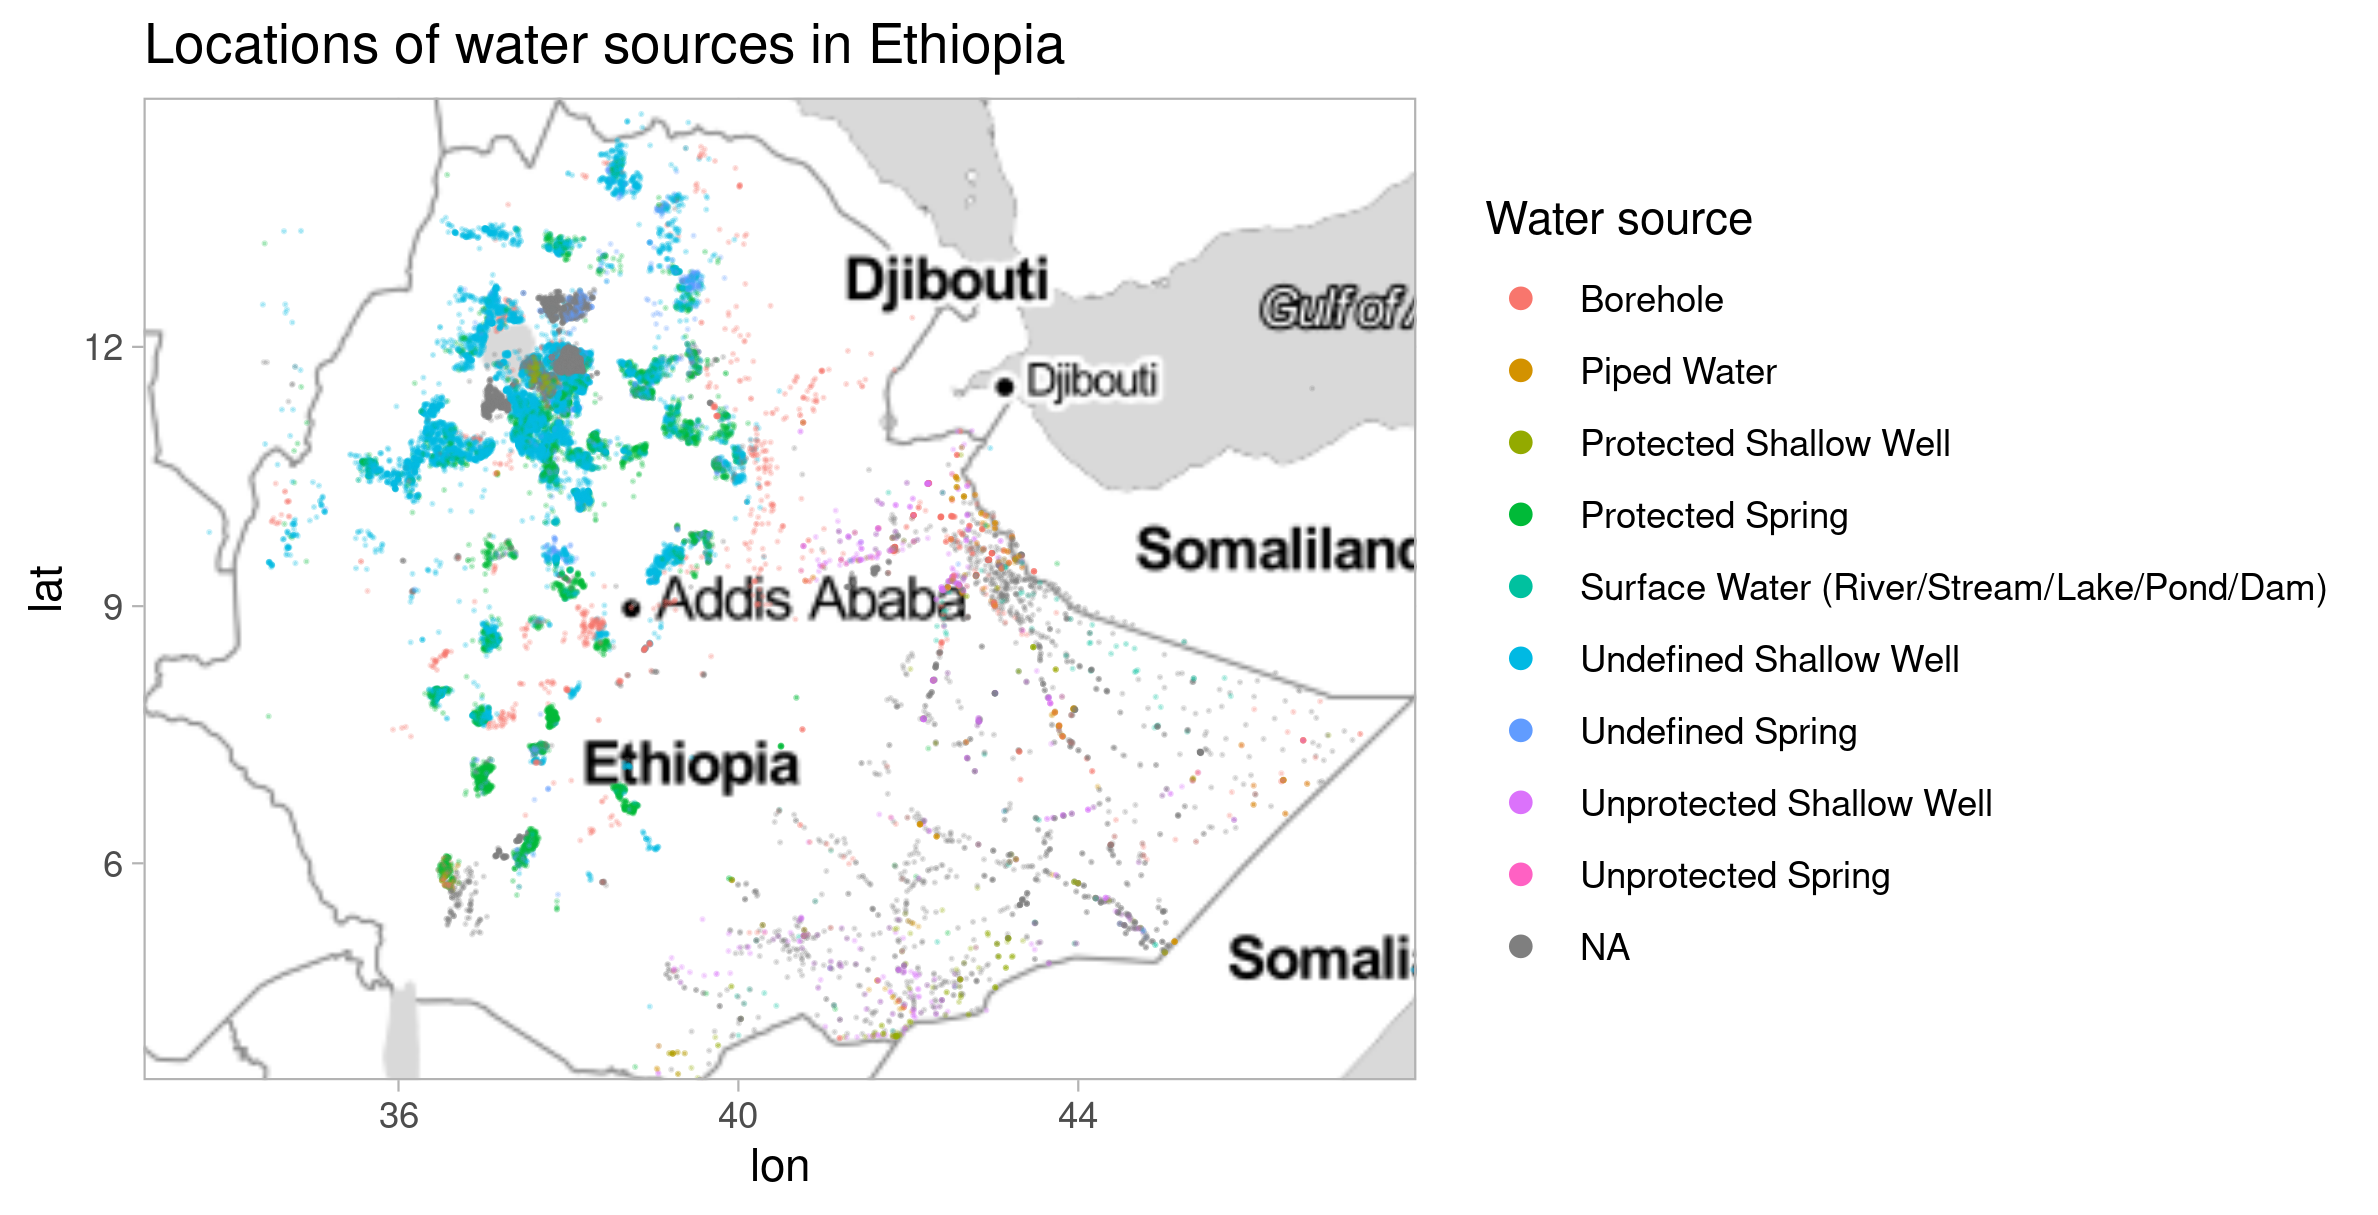 Locations of water sources in Ethiopia
Djibouti
Gulf of
Djibouti
Somaliland
Addis Ababa
Ethiopia
Somalia
12
9
6
lat
36
40
44
lon
Water source
Borehole
Piped Water
Protected Shallow Well
Protected Spring
Surface Water (River/Stream/Lake/Pond/Dam)
Undefined Shallow Well
Undefined Spring
Unprotected Shallow Well
Unprotected Spring
NA